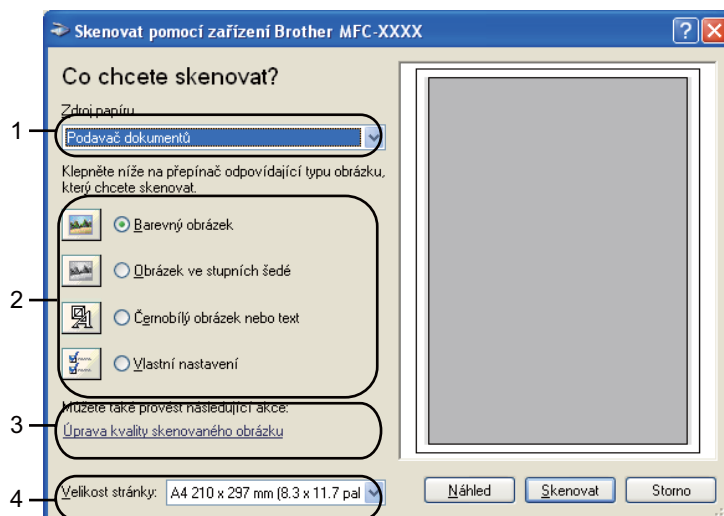 Skenovat pomocí zařízení Brother MFC-XXXX
Co chcete skenovat?
Zdroj papíru
1
Podavač dokumentů
Klepněte níže na přepínač odpovídající typu obrázku,
který chcete skenovat.
2
Barevný obrázek
Obrázek ve stupních šedé
Černobílý obrázek nebo text
Vlastní nastavení
Můžete také provést následující akce:
3
Úprava kvality skenovaného obrázku
4
Velikost stránky: A4 210 x 297 mm (8.3 x 11.7 pal
Náhled Skenovat Storno